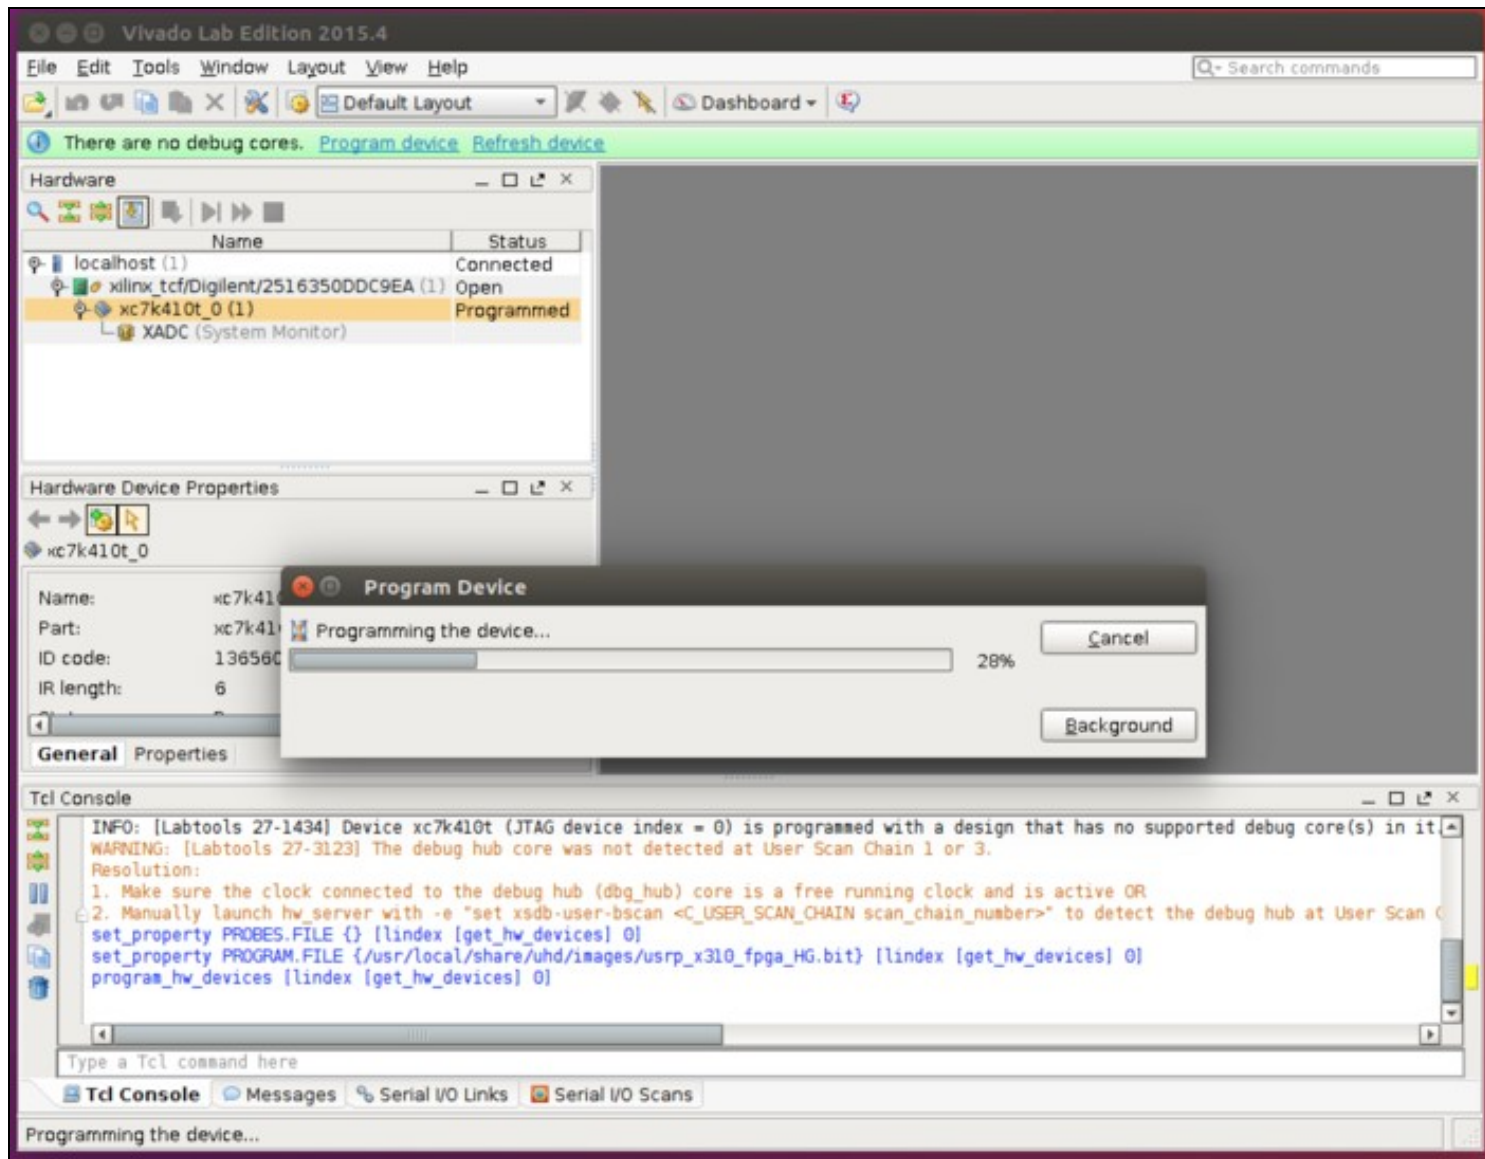 Vivado Lab Edition 2015.4
File Edit Tools Window Layout View Help
Search commands
Default Layout
Dashboard
There are no debug cores. Program device Refresh device
Hardware
Name Status
localhost (1) Connected
xilinx_tcf/Digilent/2516350DDC9EA (1) Open
xc7k410t_0 (1) Programmed
XADC (System Monitor)
Hardware Device Properties
xc7k410t_0
Name: xc7k41
Part: xc7k41
ID code: 136560
IR length: 6
General Properties
Program Device
Programming the device...
28%
Cancel
Background
Tcl Console
INFO: [Labtools 27-1434] Device xc7k410t (JTAG device index = 0) is programmed with a design that has no supported debug core(s) in it.
WARNING: [Labtools 27-3123] The debug hub core was not detected at User Scan Chain 1 or 3.
Resolution:
1. Make sure the clock connected to the debug hub (dbg_hub) core is a free running clock and is active OR
2. Manually launch hw_server with -e "set xsdb-user-bscan <C_USER_SCAN_CHAIN scan_chain_number>" to detect the debug hub at User Scan C
set_property PROBES.FILE {} [lindex [get_hw_devices] 0]
set_property PROGRAM.FILE {/usr/local/share/uhd/images/usrp_x310_fpga_HG.bit} [lindex [get_hw_devices] 0]
program_hw_devices [lindex [get_hw_devices] 0]
Type a Tcl command here
Tcl Console Messages Serial I/O Links Serial I/O Scans
Programming the device...